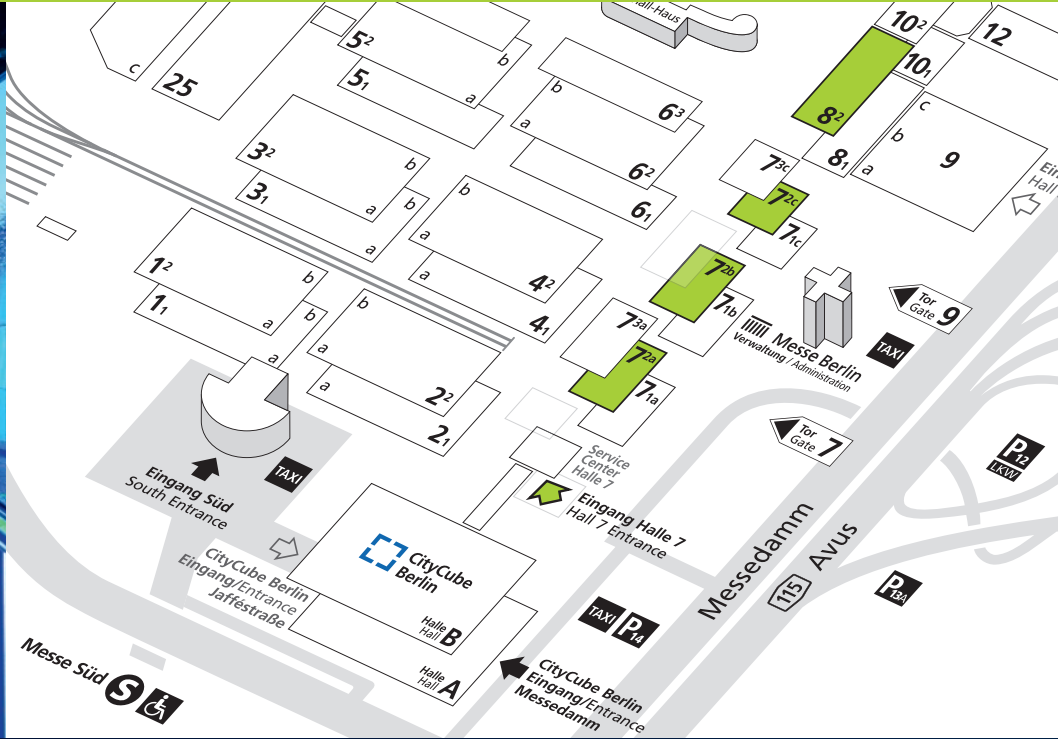 all-Haus
10²
12
10₁
5²
b
c
25
5₁
a
b
6³
a
8²
c
b
9
a
8₁
3²
b
6²
7³ᶜ
a
3₁
b
6₁
7²ᶜ
b
a
7₁c
a
1²
b
a
4²
7²ᵇ
1₁
a
b
4₁
7₁b
b
7³ᵃ
a
a
7²ᵃ
a
2²
7₁a
2₁
Ein
Hall
Tor
Gate 9
Messe Berlin
Verwaltung / Administration
TAXI
Tor
Gate 7
P12
LKW
Service
Center
Halle 7
Eingang Halle 7
Hall 7 Entrance
TAXI
Eingang Süd
South Entrance
CityCube
Berlin
CityCube Berlin
Eingang/Entrance
Jafféstraße
Halle
Hall B
Halle
Hall A
Messedamm
115 Avus
P13A
TAXI P14
CityCube Berlin
Eingang/Entrance
Messedamm
Messe Süd S